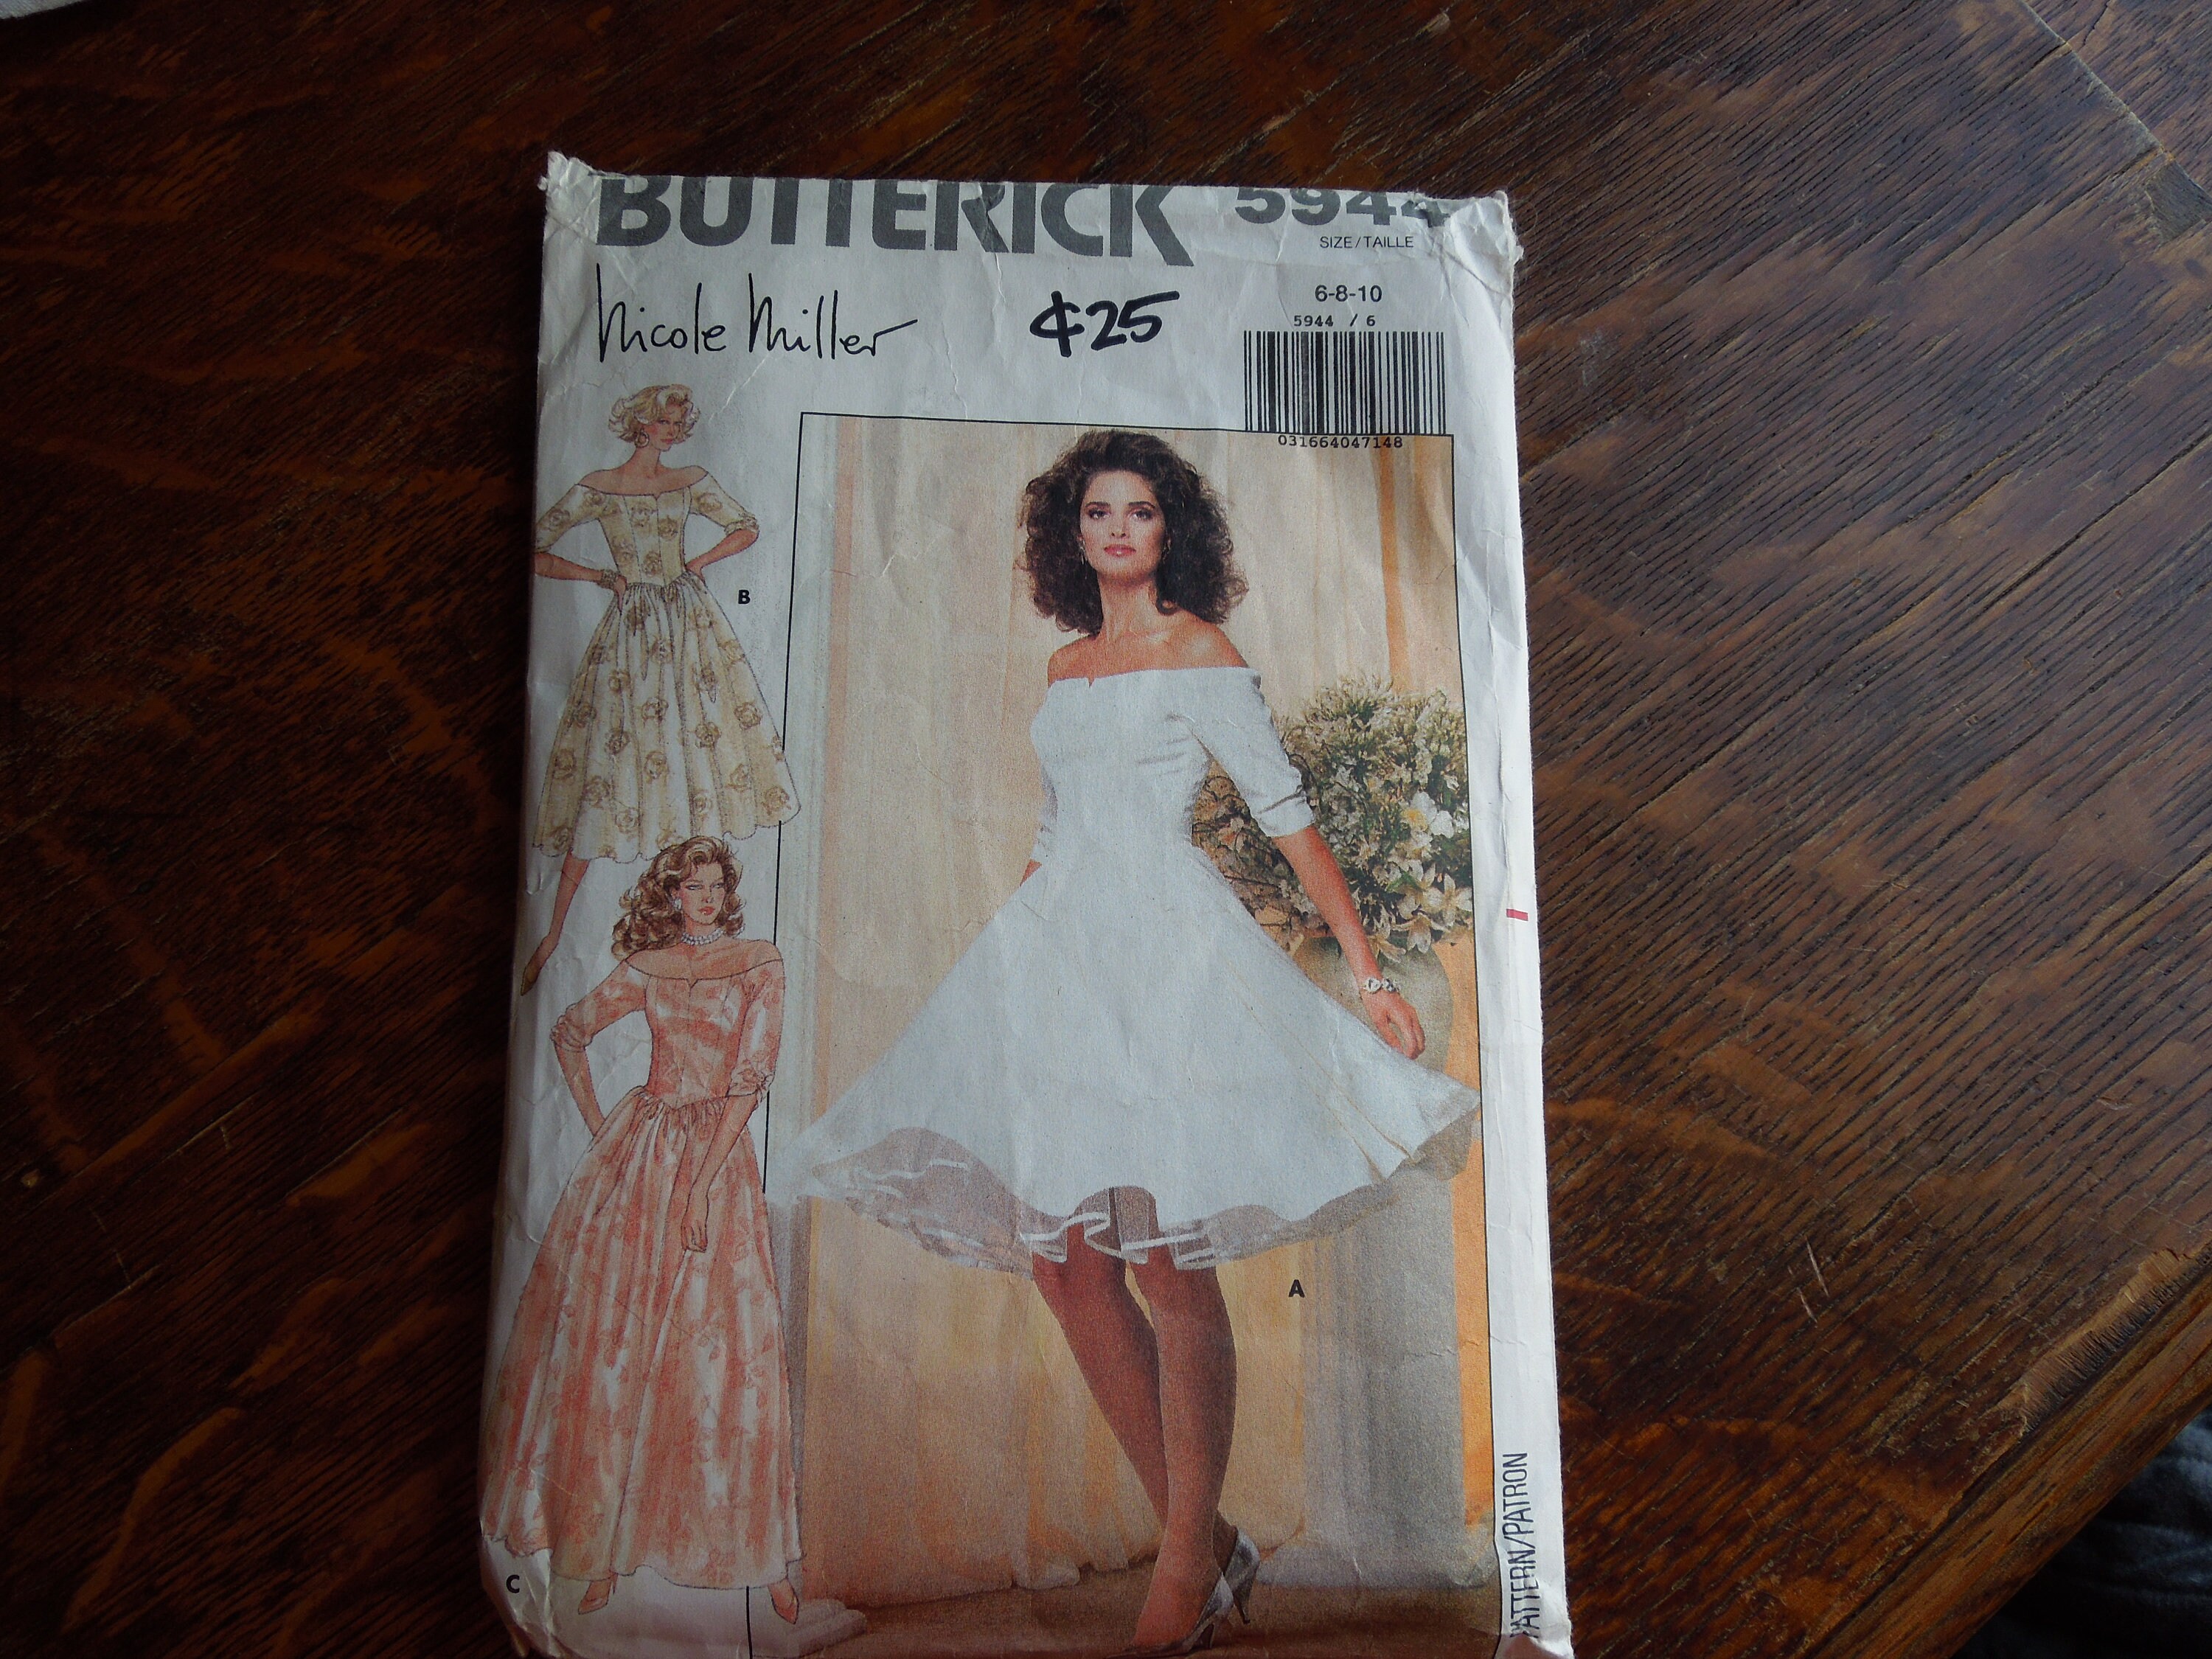 BUTTERICK 5944
SIZE/TAILLE
6-8-10
5944 / 6
Nicole Miller
¢25
031664047148
B
A
C
PATTERN/PATRON